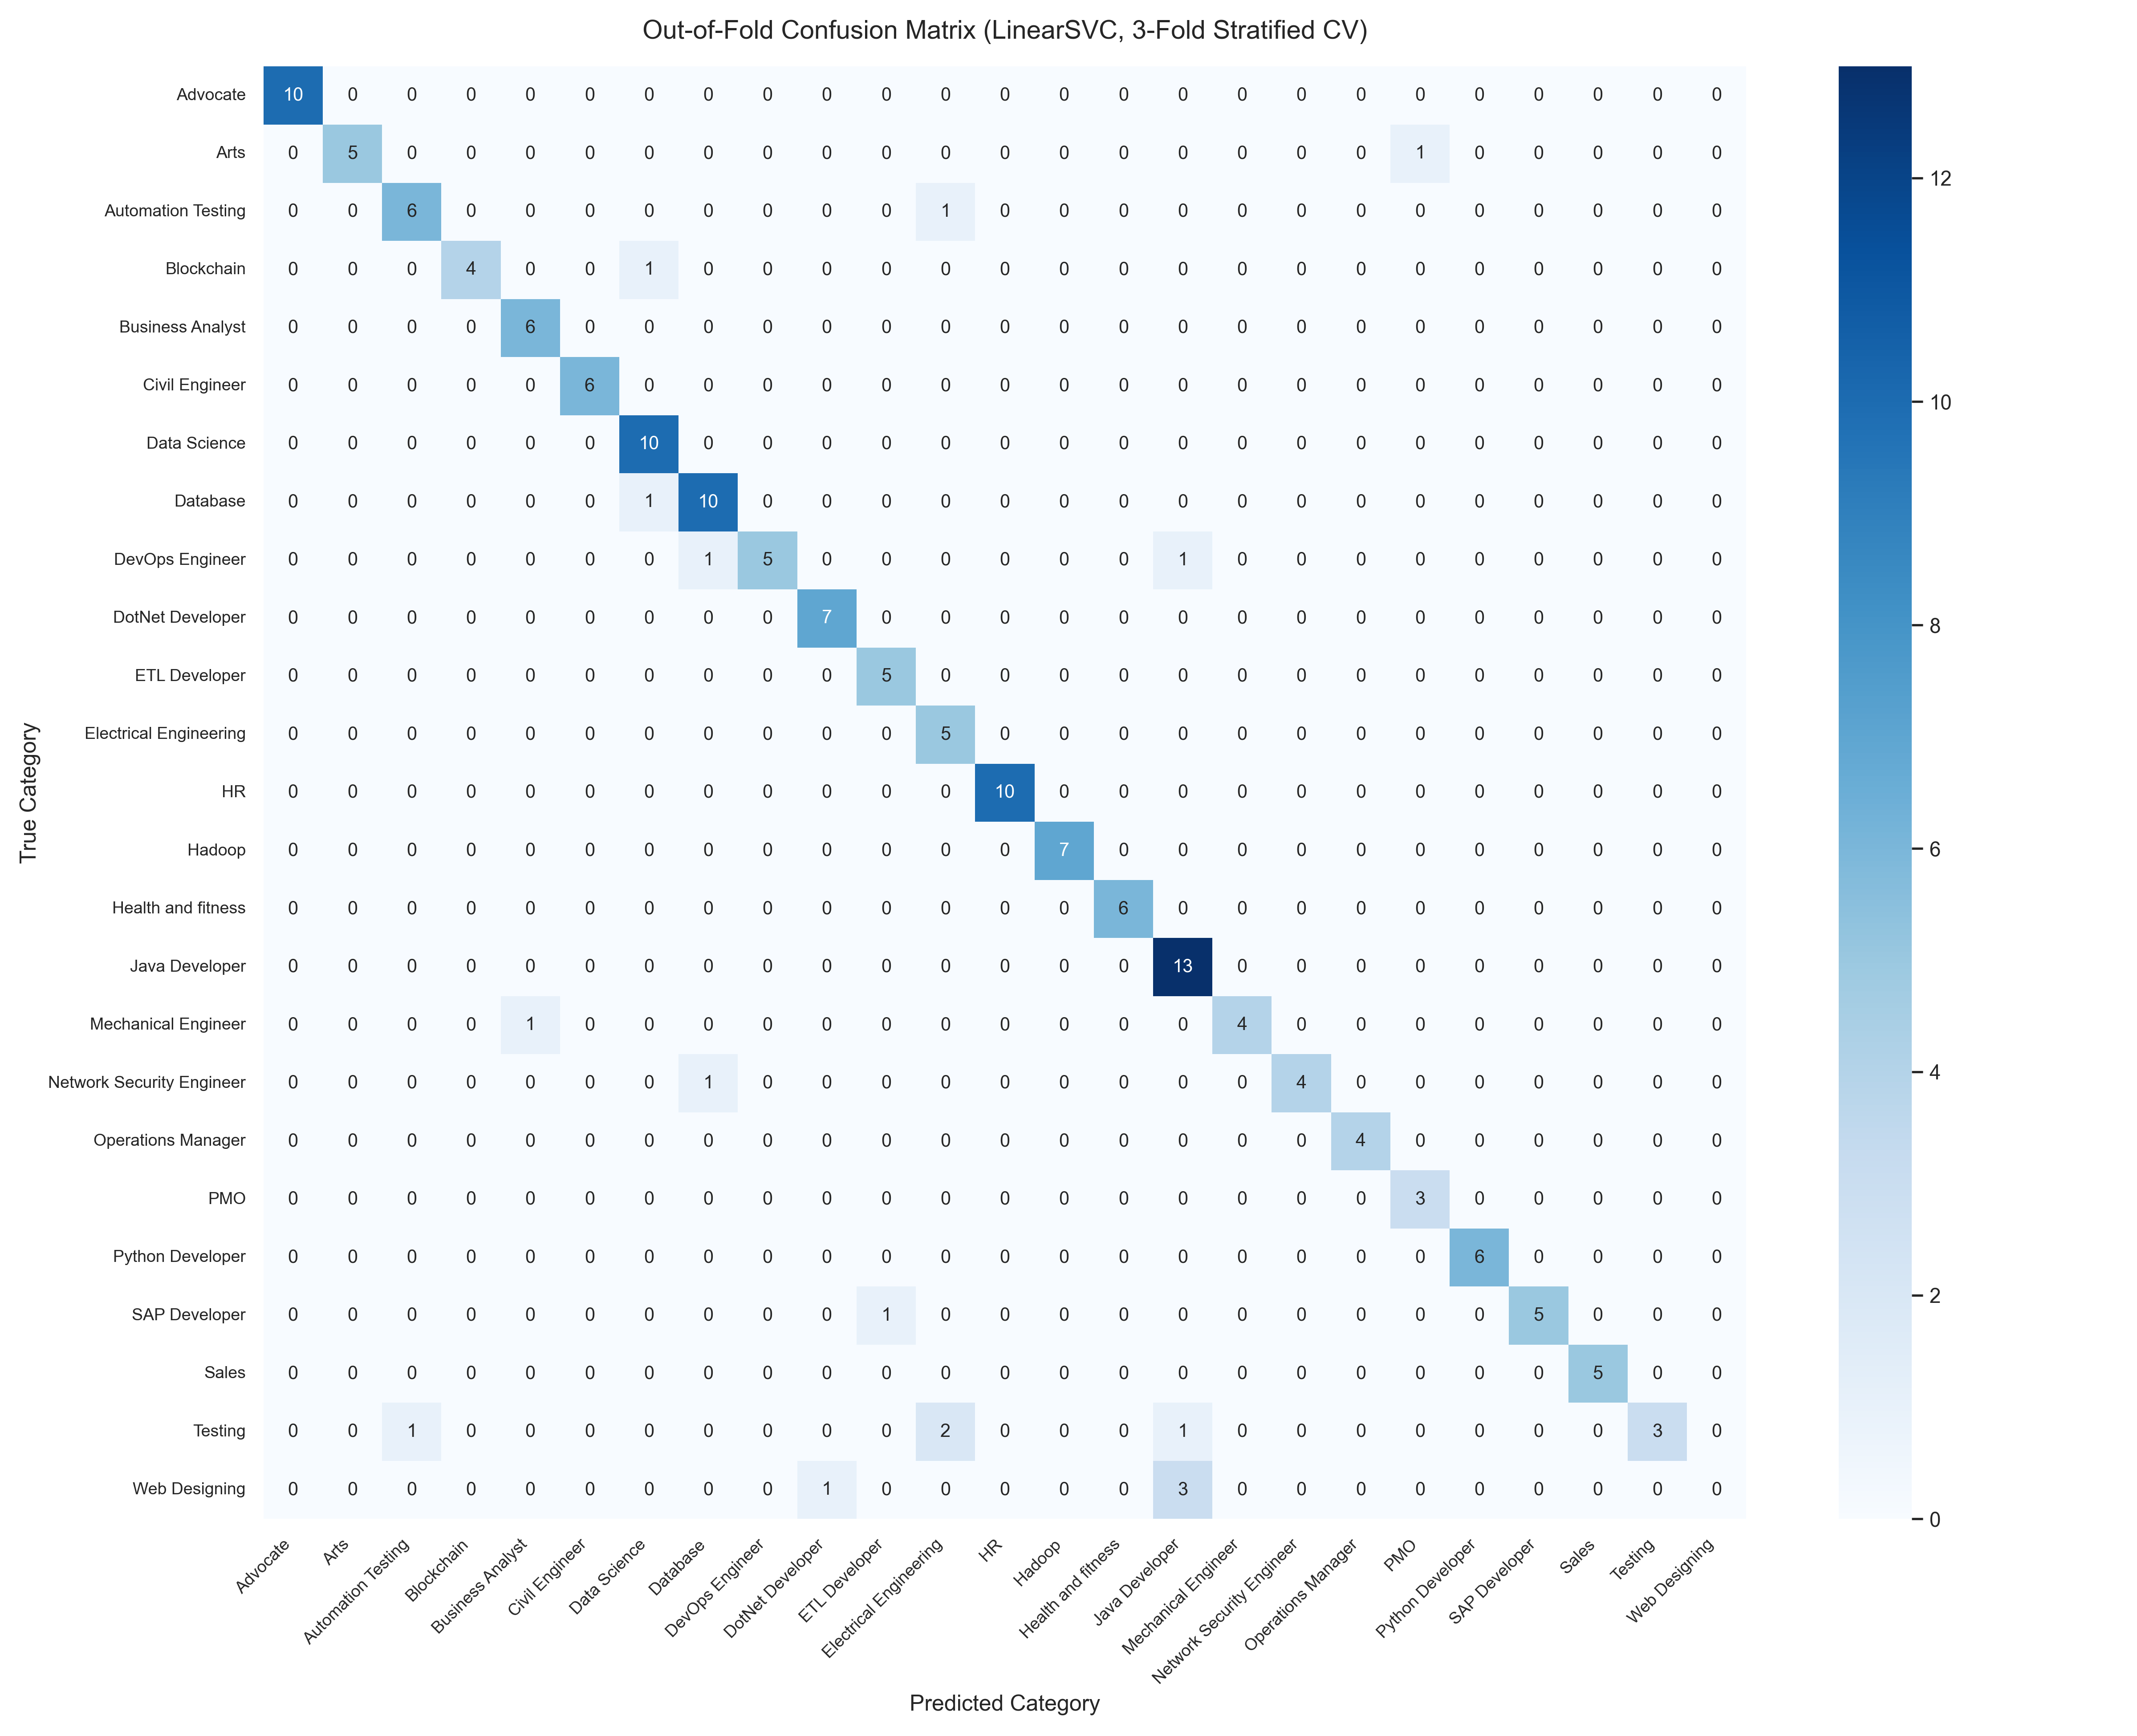 Out-of-Fold Confusion Matrix (LinearSVC, 3-Fold Stratified CV)
True Category
Advocate 10 0 0 0 0 0 0 0 0 0 0 0 0 0 0 0 0 0 0 0 0 0 0 0 0
Arts 0 5 0 0 0 0 0 0 0 0 0 0 0 0 0 0 0 0 0 1 0 0 0 0 0
Automation Testing 0 0 6 0 0 0 0 0 0 0 0 1 0 0 0 0 0 0 0 0 0 0 0 0 0
Blockchain 0 0 0 4 0 0 1 0 0 0 0 0 0 0 0 0 0 0 0 0 0 0 0 0 0
Business Analyst 0 0 0 0 6 0 0 0 0 0 0 0 0 0 0 0 0 0 0 0 0 0 0 0 0
Civil Engineer 0 0 0 0 0 6 0 0 0 0 0 0 0 0 0 0 0 0 0 0 0 0 0 0 0
Data Science 0 0 0 0 0 0 10 0 0 0 0 0 0 0 0 0 0 0 0 0 0 0 0 0 0
Database 0 0 0 0 0 0 1 10 0 0 0 0 0 0 0 0 0 0 0 0 0 0 0 0 0
DevOps Engineer 0 0 0 0 0 0 0 1 5 0 0 0 0 0 0 1 0 0 0 0 0 0 0 0 0
DotNet Developer 0 0 0 0 0 0 0 0 0 7 0 0 0 0 0 0 0 0 0 0 0 0 0 0 0
ETL Developer 0 0 0 0 0 0 0 0 0 0 5 0 0 0 0 0 0 0 0 0 0 0 0 0 0
Electrical Engineering 0 0 0 0 0 0 0 0 0 0 0 5 0 0 0 0 0 0 0 0 0 0 0 0 0
HR 0 0 0 0 0 0 0 0 0 0 0 0 10 0 0 0 0 0 0 0 0 0 0 0 0
Hadoop 0 0 0 0 0 0 0 0 0 0 0 0 0 7 0 0 0 0 0 0 0 0 0 0 0
Health and fitness 0 0 0 0 0 0 0 0 0 0 0 0 0 0 6 0 0 0 0 0 0 0 0 0 0
Java Developer 0 0 0 0 0 0 0 0 0 0 0 0 0 0 0 13 0 0 0 0 0 0 0 0 0
Mechanical Engineer 0 0 0 0 1 0 0 0 0 0 0 0 0 0 0 0 4 0 0 0 0 0 0 0 0
Network Security Engineer 0 0 0 0 0 0 0 1 0 0 0 0 0 0 0 0 0 4 0 0 0 0 0 0 0
Operations Manager 0 0 0 0 0 0 0 0 0 0 0 0 0 0 0 0 0 0 4 0 0 0 0 0 0
PMO 0 0 0 0 0 0 0 0 0 0 0 0 0 0 0 0 0 0 0 3 0 0 0 0 0
Python Developer 0 0 0 0 0 0 0 0 0 0 0 0 0 0 0 0 0 0 0 0 6 0 0 0 0
SAP Developer 0 0 0 0 0 0 0 0 0 0 1 0 0 0 0 0 0 0 0 0 0 5 0 0 0
Sales 0 0 0 0 0 0 0 0 0 0 0 0 0 0 0 0 0 0 0 0 0 0 5 0 0
Testing 0 0 1 0 0 0 0 0 0 0 0 2 0 0 0 1 0 0 0 0 0 0 0 3 0
Web Designing 0 0 0 0 0 0 0 0 0 1 0 0 0 0 0 3 0 0 0 0 0 0 0 0 0
Advocate
Arts
Automation Testing
Blockchain
Business Analyst
Civil Engineer
Data Science
Database
DevOps Engineer
DotNet Developer
ETL Developer
Electrical Engineering
HR
Hadoop
Health and fitness
Java Developer
Mechanical Engineer
Network Security Engineer
Operations Manager
PMO
Python Developer
SAP Developer
Sales
Testing
Web Designing
Predicted Category
12
10
8
6
4
2
0